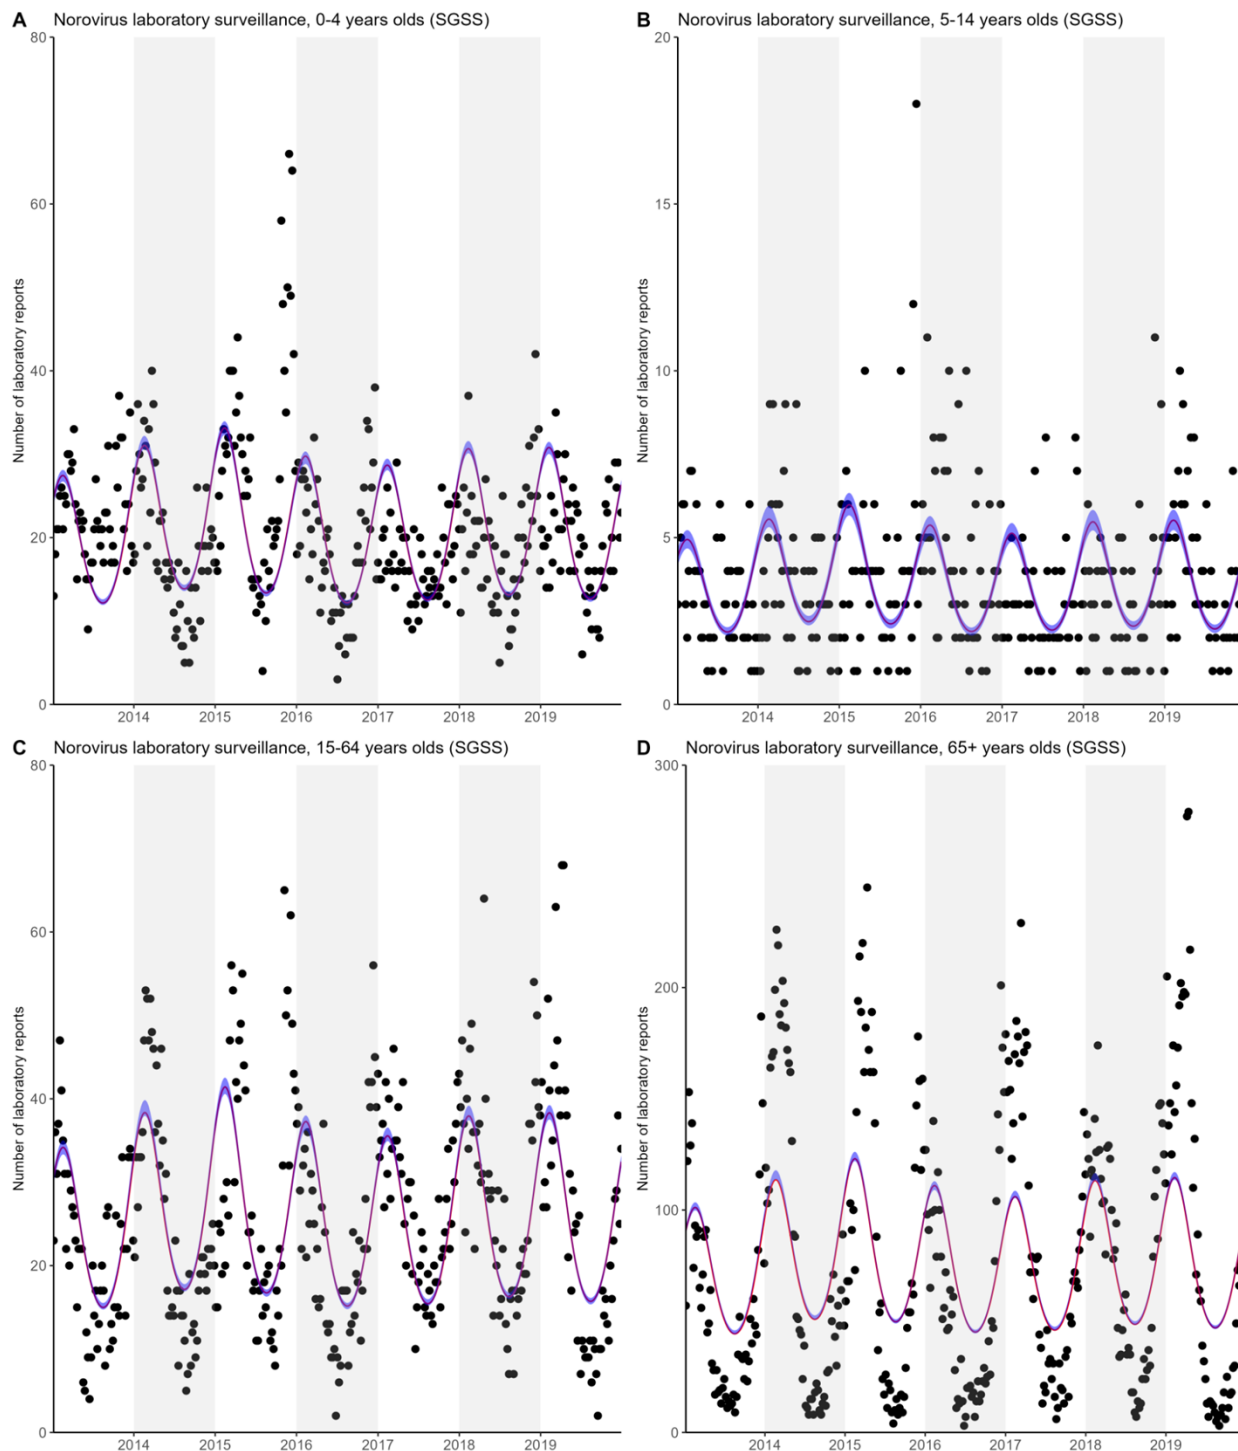 A Norovirus laboratory surveillance, 0-4 years olds (SGSS)
80
60
40
20
0
Number of laboratory reports
2014 2015 2016 2017 2018 2019
B Norovirus laboratory surveillance, 5-14 years olds (SGSS)
20
15
10
5
0
Number of laboratory reports
2014 2015 2016 2017 2018 2019
C Norovirus laboratory surveillance, 15-64 years olds (SGSS)
80
60
40
20
0
Number of laboratory reports
2014 2015 2016 2017 2018 2019
D Norovirus laboratory surveillance, 65+ years olds (SGSS)
300
200
100
0
Number of laboratory reports
2014 2015 2016 2017 2018 2019